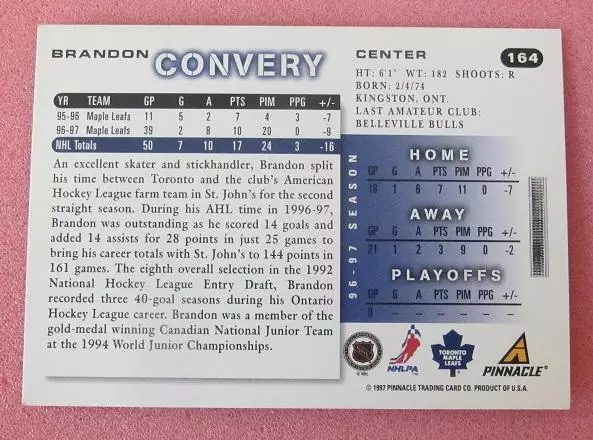 BRANDON CONVERY
CENTER
164
HT: 6'1" WT: 182 SHOOTS: R
BORN: 2/4/74
KINGSTON, ONT.
LAST AMATEUR CLUB:
BELLEVILLE BULLS
YR TEAM GP G A PTS PIM PPG +/-
95-96 Maple Leafs 11 5 2 7 4 3 -7
96-97 Maple Leafs 39 2 8 10 20 0 -9
NHL Totals 50 7 10 17 24 3 -16
An excellent skater and stickhandler, Brandon split
his time between Toronto and the club's American
Hockey League farm team in St. John's for the
second straight season. During his AHL time in 1996-97,
Brandon was outstanding as he scored 14 goals and
added 14 assists for 28 points in just 25 games to
bring his career totals with St. John's to 144 points in
161 games. The eighth overall selection in the 1992
National Hockey League Entry Draft, Brandon
recorded three 40-goal seasons during his Ontario
Hockey League career. Brandon was a member of the
gold-medal winning Canadian National Junior Team
at the 1994 World Junior Championships.
96-97 SEASON
HOME
GP G A PTS PIM PPG +/-
18 1 6 7 11 0 -7
AWAY
GP G A PTS PIM PPG +/-
21 1 2 3 9 0 -2
PLAYOFFS
GP G A PTS PIM PPG +/-
0 – – – – – –
© NHL
NHLPA
TORONTO
MAPLE
LEAFS
PINNACLE
© 1997 PINNACLE TRADING CARD CO. PRODUCT OF U.S.A.